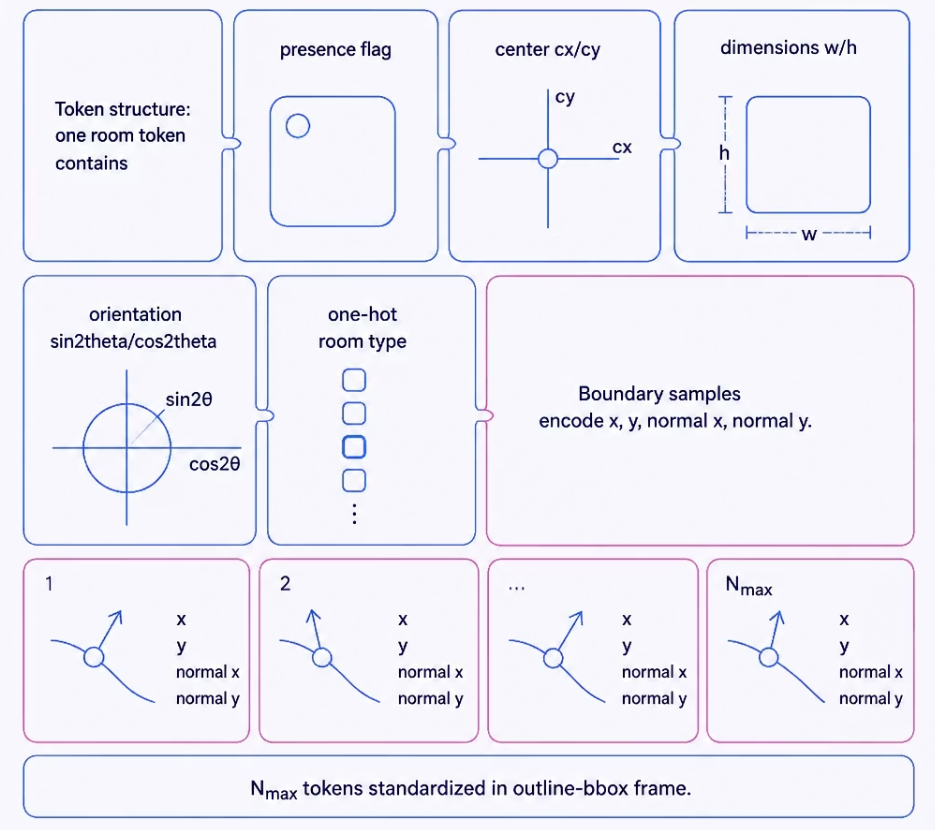 Token structure:
one room token
contains
presence flag
center cx/cy
cy
cx
dimensions w/h
h
w
orientation
sin2theta/cos2theta
sin2θ
cos2θ
one-hot
room type
⋮
Boundary samples
encode x, y, normal x, normal y.
1
x
y
normal x
normal y
2
x
y
normal x
normal y
...
x
y
normal x
normal y
Nmax
x
y
normal x
normal y
Nmax tokens standardized in outline-bbox frame.